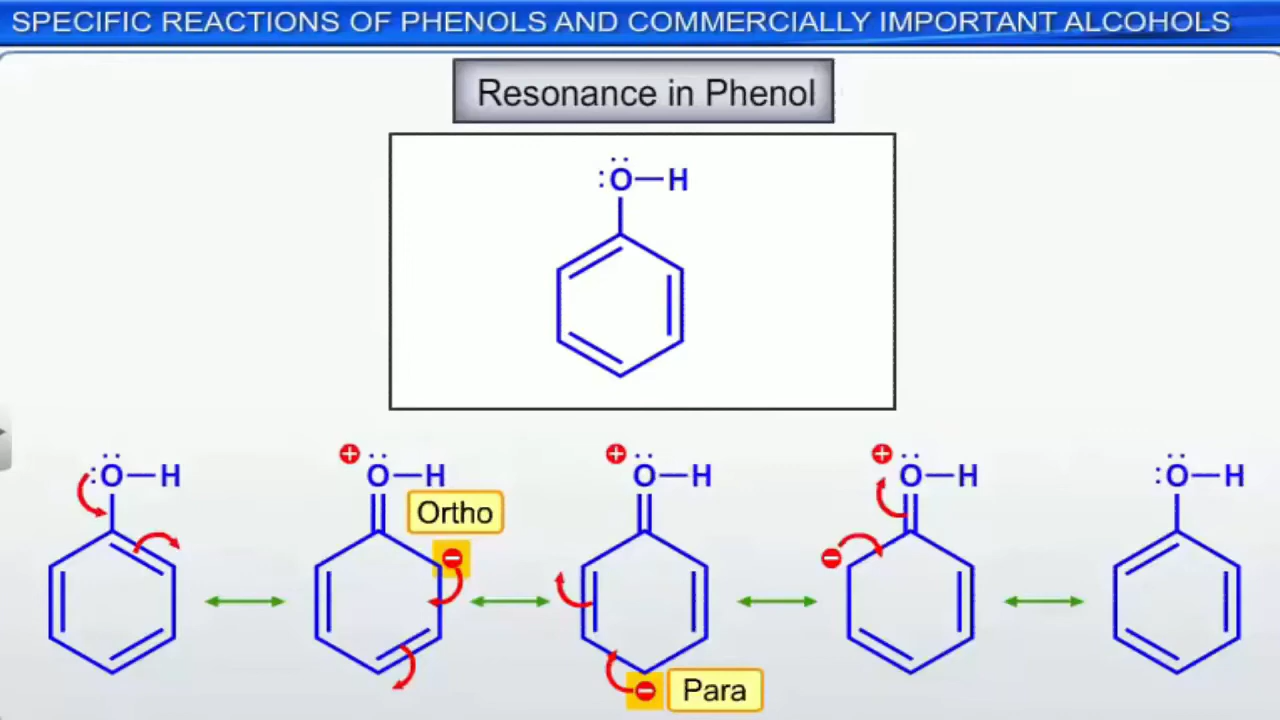 SPECIFIC REACTIONS OF PHENOLS AND COMMERCIALLY IMPORTANT ALCOHOLS
Resonance in Phenol
:Ö—H
:Ö—H
⊕ Ö—H
⊕ Ö—H
⊕ Ö—H
:Ö—H
Ortho
⊖
⊖
⊖
Para